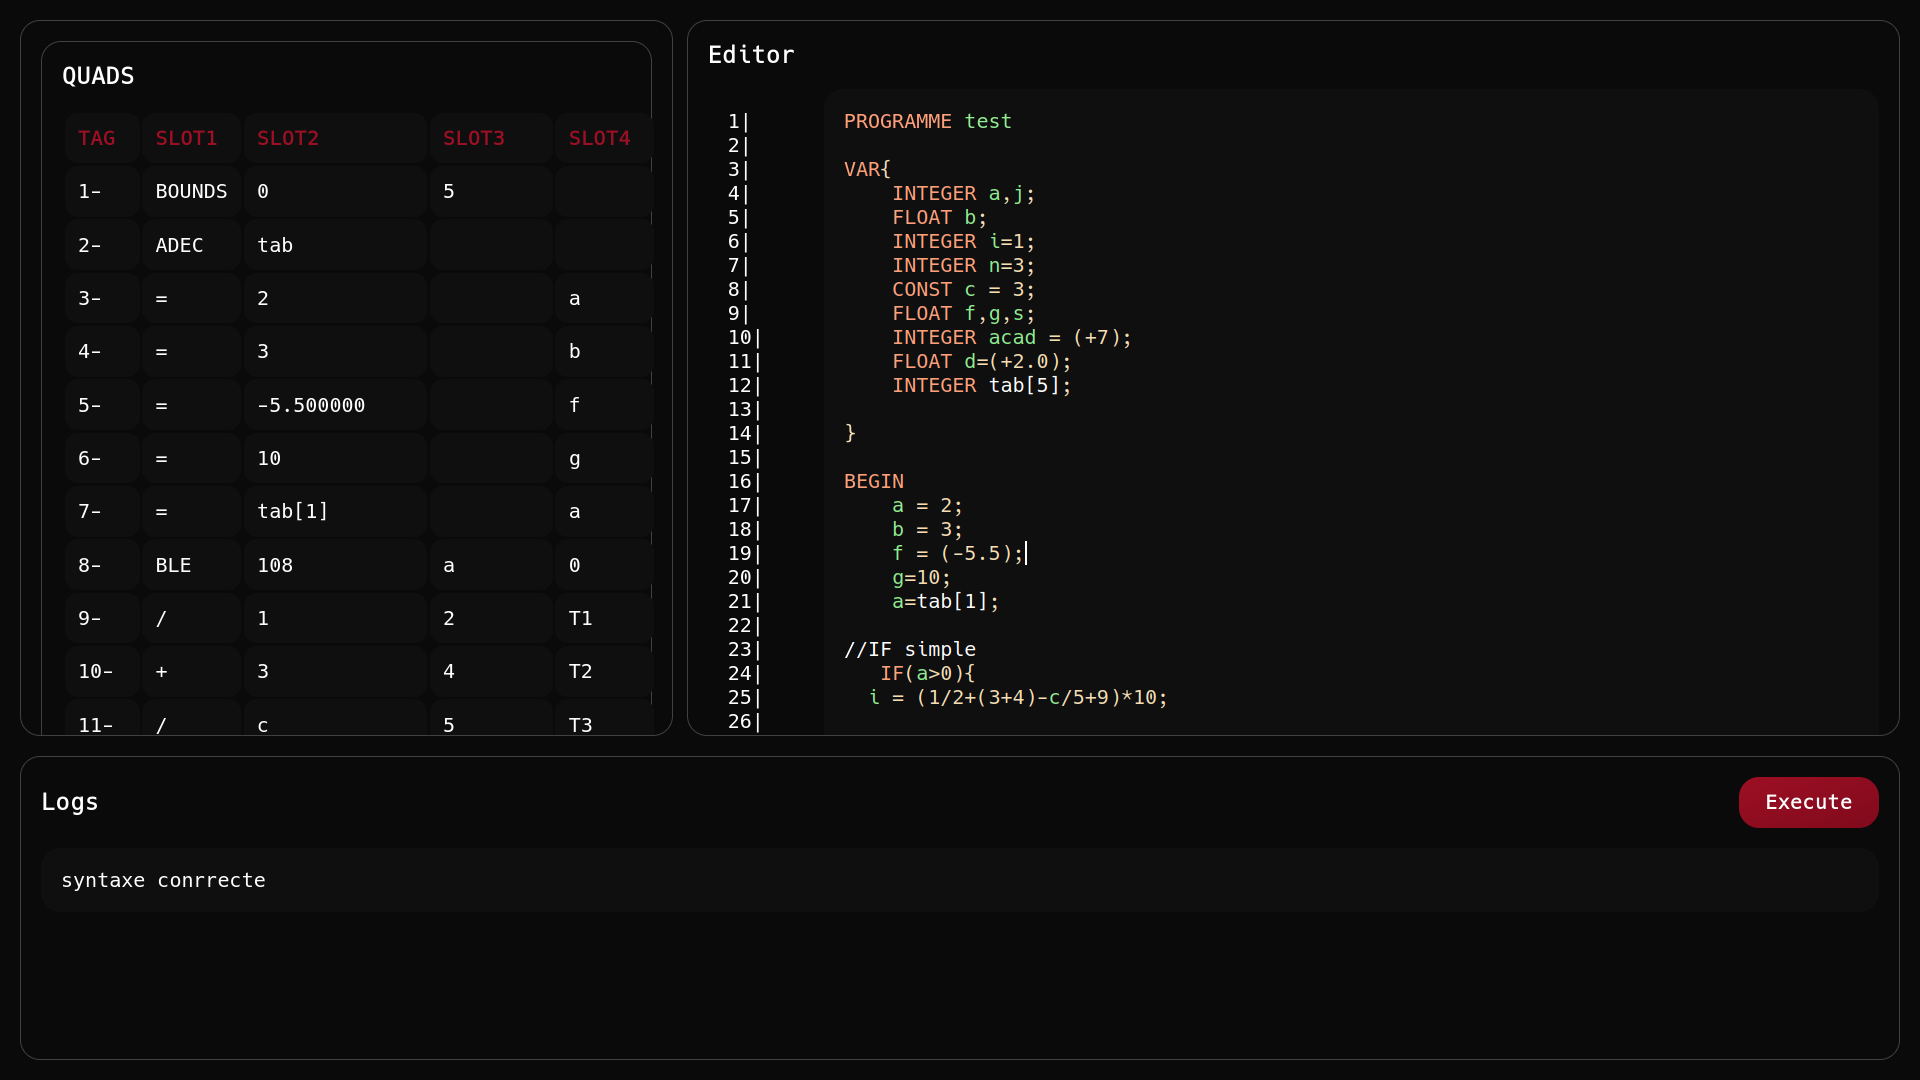 QUADS
TAG SLOT1 SLOT2 SLOT3 SLOT4
1- BOUNDS 0 5
2- ADEC tab
3- = 2 a
4- = 3 b
5- = -5.500000 f
6- = 10 g
7- = tab[1] a
8- BLE 108 a 0
9- / 1 2 T1
10- + 3 4 T2
11- / c 5 T3
Editor
1| PROGRAMME test
2|
3| VAR{
4| INTEGER a,j;
5| FLOAT b;
6| INTEGER i=1;
7| INTEGER n=3;
8| CONST c = 3;
9| FLOAT f,g,s;
10| INTEGER acad = (+7);
11| FLOAT d=(+2.0);
12| INTEGER tab[5];
13|
14| }
15|
16| BEGIN
17| a = 2;
18| b = 3;
19| f = (-5.5);
20| g=10;
21| a=tab[1];
22|
23| //IF simple
24| IF(a>0){
25| i = (1/2+(3+4)-c/5+9)*10;
26|
Logs
Execute
syntaxe conrrecte